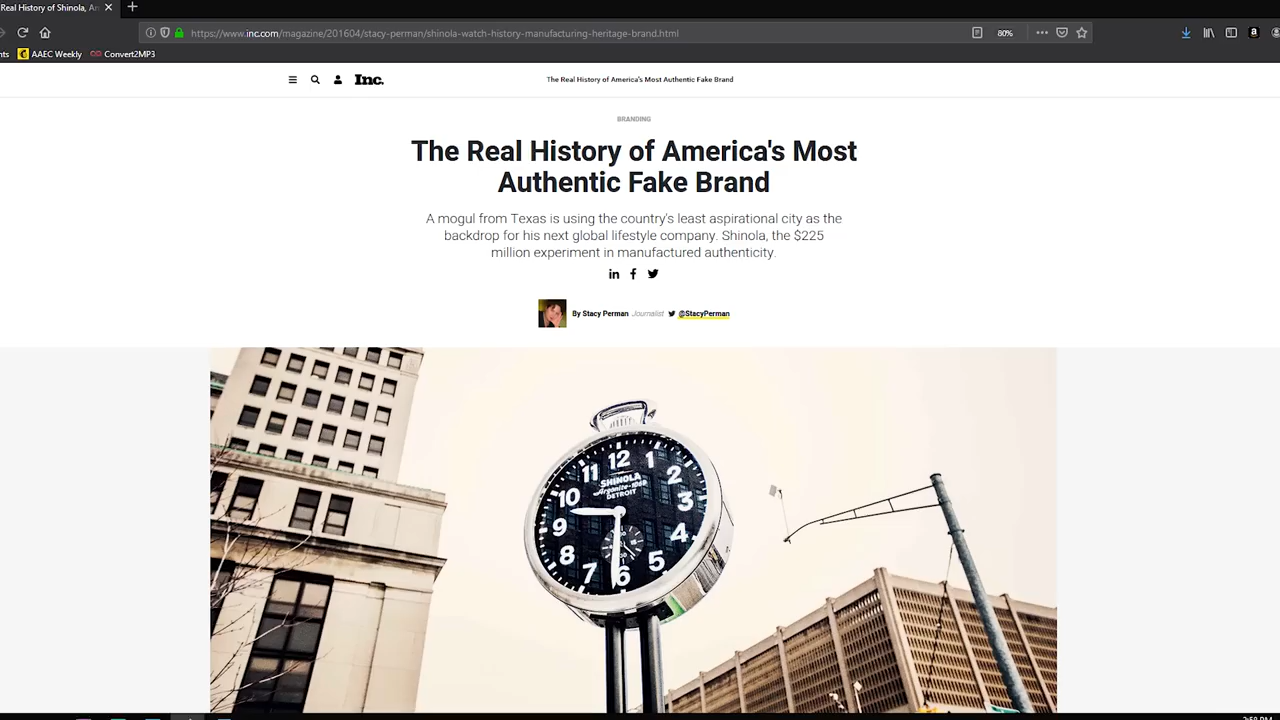 Real History of Shinola, An
https://www.inc.com/magazine/201604/stacy-perman/shinola-watch-history-manufacturing-heritage-brand.html
80%
nts
AAEC Weekly
Convert2MP3
Inc.
The Real History of America's Most Authentic Fake Brand
BRANDING
The Real History of America's Most
Authentic Fake Brand
A mogul from Texas is using the country's least aspirational city as the
backdrop for his next global lifestyle company. Shinola, the $225
million experiment in manufactured authenticity.
By Stacy Perman Journalist @StacyPerman
12
11 1
10 2
SHINOLA
DETROIT
9 3
8 4
7 6 5